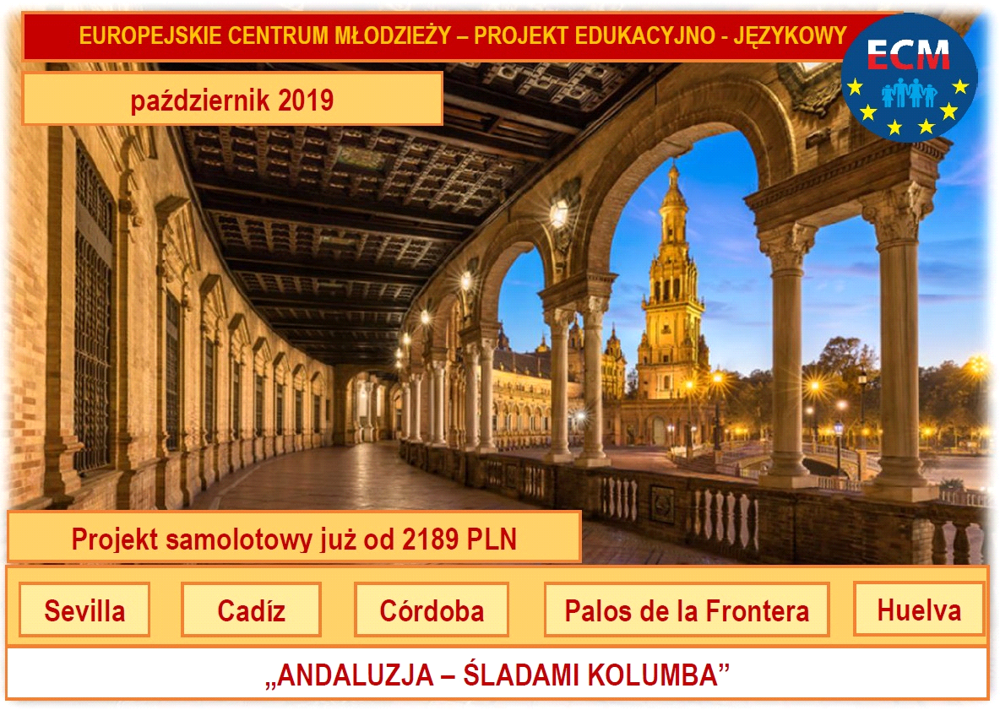 EUROPEJSKIE CENTRUM MŁODZIEŻY – PROJEKT EDUKACYJNO - JĘZYKOWY
ECM
październik 2019
Projekt samolotowy już od 2189 PLN
Sevilla
Cadíz
Córdoba
Palos de la Frontera
Huelva
„ANDALUZJA – ŚLADAMI KOLUMBA”